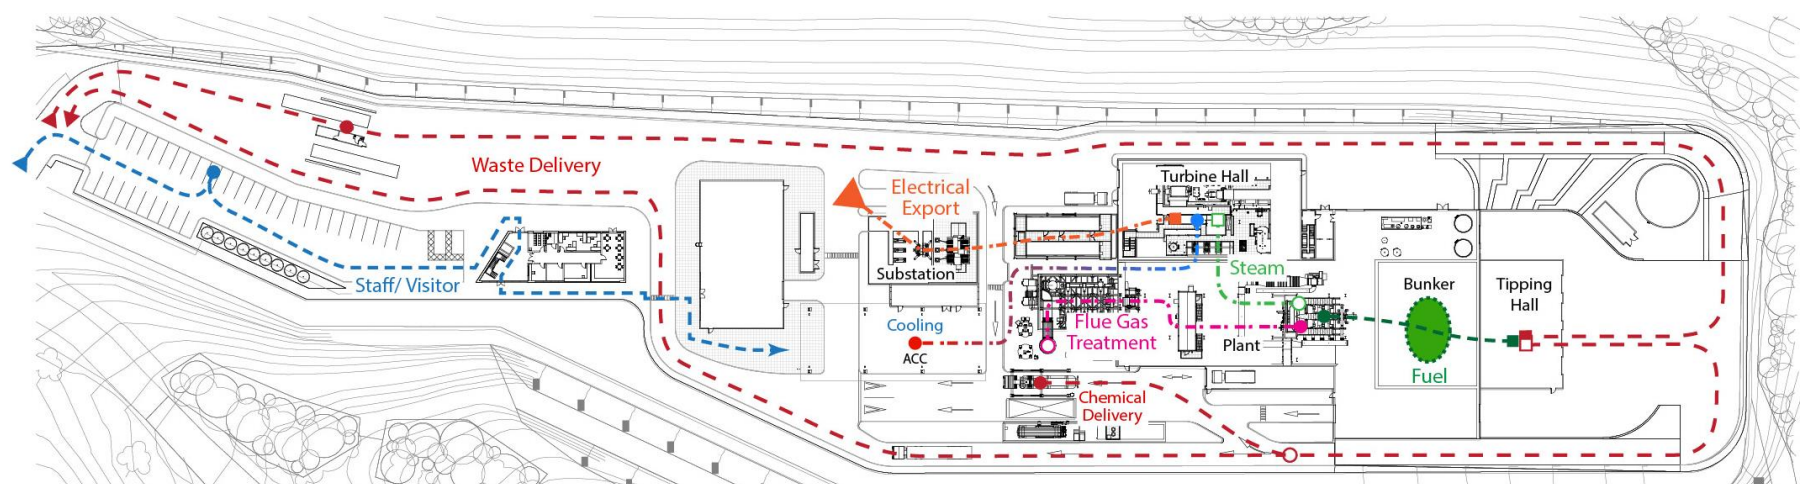 Waste Delivery
Staff/ Visitor
Electrical
Export
Substation
Cooling
ACC
Turbine Hall
Steam
Flue Gas
Treatment
Plant
Chemical
Delivery
Bunker
Fuel
Tipping
Hall